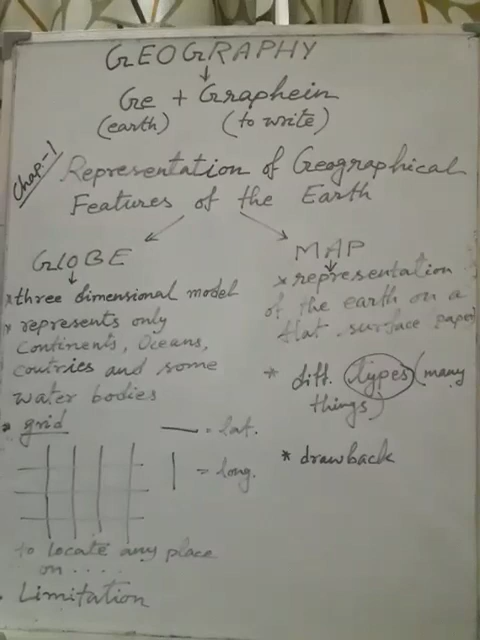 GEOGRAPHY
Ge + Graphein
(earth) (to write)
Chap:-1
Representation of Geographical
Features of the Earth
GLOBE
* three dimensional model
* represents only
Continents, Oceans,
coutries and some
water bodies
* grid
— = lat.
| = long.
to locate any place
on ....
. Limitation
MAP
* representation
of the earth on a
flat surface paper
* diff. types (many
things)
* drawback